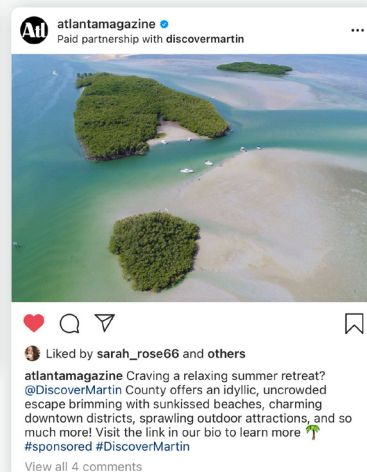 Atl
atlantamagazine
Paid partnership with discovermartin
Liked by sarah_rose66 and others
atlantamagazine Craving a relaxing summer retreat?
@DiscoverMartin County offers an idyllic, uncrowded
escape brimming with sunkissed beaches, charming
downtown districts, sprawling outdoor attractions, and so
much more! Visit the link in our bio to learn more 🌴
#sponsored #DiscoverMartin
View all 4 comments